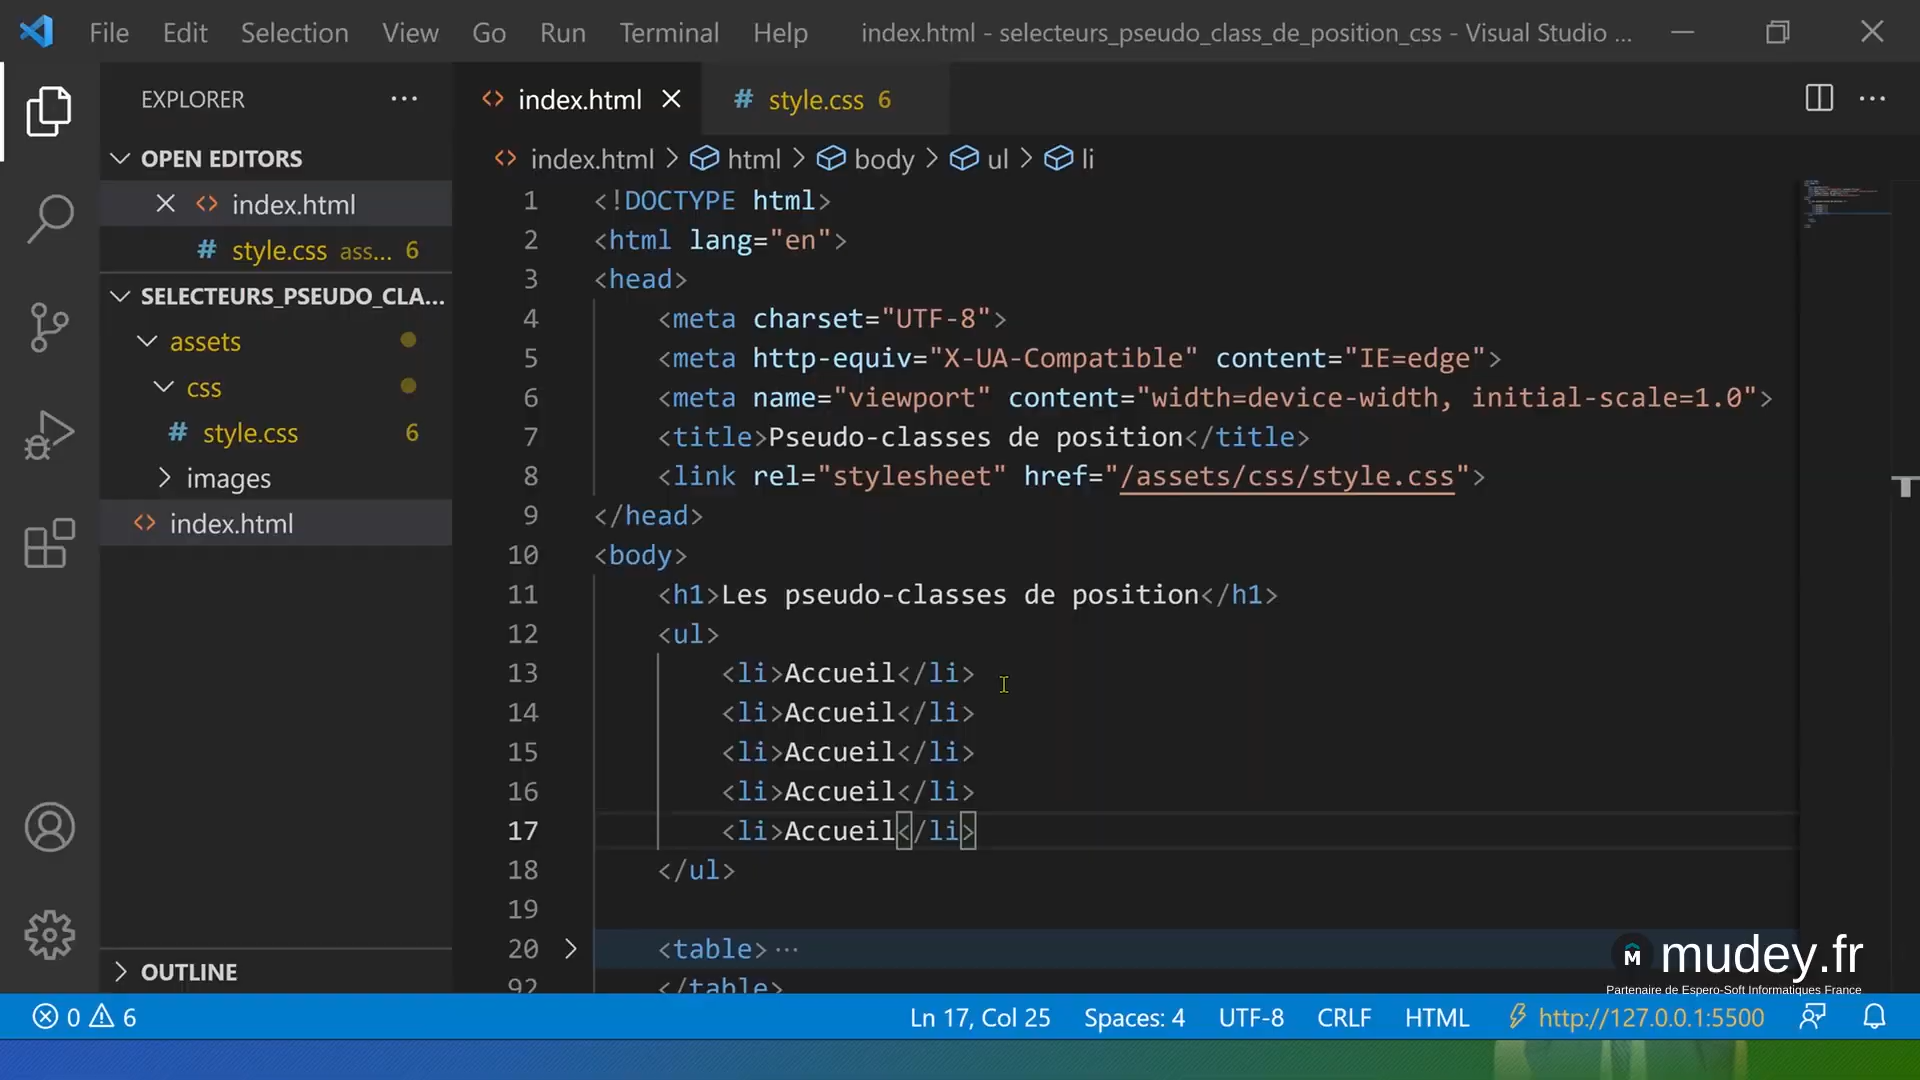 File Edit Selection View Go Run Terminal Help index.html - selecteurs_pseudo_class_de_position_css - Visual Studio ...
EXPLORER
index.html
# style.css 6
OPEN EDITORS
index.html > html > body > ul > li
index.html
# style.css ass... 6
SELECTEURS_PSEUDO_CLA...
assets
css
# style.css 6
images
index.html
OUTLINE
1 <!DOCTYPE html>
2 <html lang="en">
3 <head>
4 <meta charset="UTF-8">
5 <meta http-equiv="X-UA-Compatible" content="IE=edge">
6 <meta name="viewport" content="width=device-width, initial-scale=1.0">
7 <title>Pseudo-classes de position</title>
8 <link rel="stylesheet" href="/assets/css/style.css">
9 </head>
10 <body>
11 <h1>Les pseudo-classes de position</h1>
12 <ul>
13 <li>Accueil</li>
14 <li>Accueil</li>
15 <li>Accueil</li>
16 <li>Accueil</li>
17 <li>Accueil</li>
18 </ul>
19
20 <table>...
92 </table>
M mudey.fr
Partenaire de Espero-Soft Informatiques France
0 6 Ln 17, Col 25 Spaces: 4 UTF-8 CRLF HTML http://127.0.0.1:5500